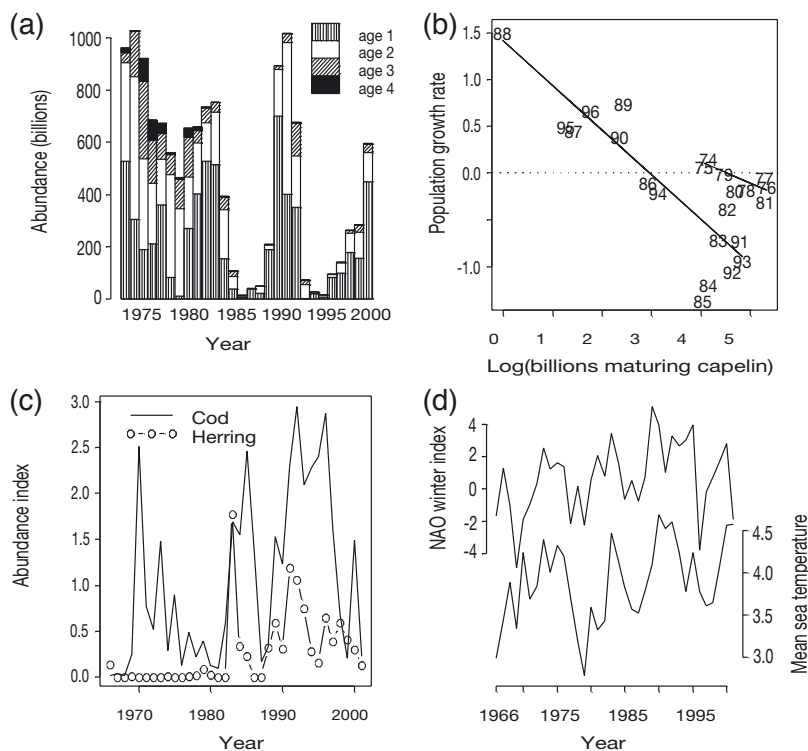 (a)
age 1
age 2
age 3
age 4
Abundance (billions)
1000
800
600
400
200
0
1975 1980 1985 1990 1995 2000
Year
(b)
Population growth rate
1.5
1.0
0.5
0.0
-1.0
88
96
89
95
87
90
86
94
74
75
79
77
80
78
76
81
82
83
91
93
92
84
85
0 1 2 3 4 5
Log(billions maturing capelin)
(c)
Cod
Herring
Abundance index
3.0
2.5
2.0
1.5
1.0
0.5
0.0
1970 1980 1990 2000
Year
(d)
NAO winter index
4
2
0
-2
-4
Mean sea temperature
4.5
4.0
3.5
3.0
1966 1975 1985 1995
Year